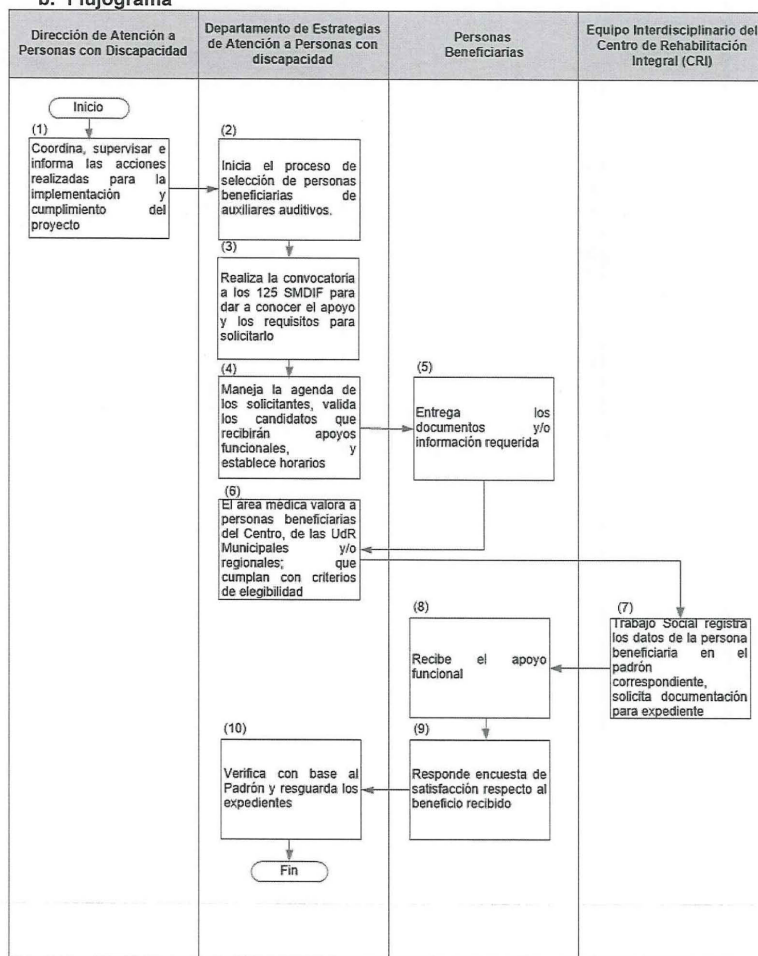 b. Flujograma
Dirección de Atención a
Personas con Discapacidad
Departamento de Estrategias
de Atención a Personas con
discapacidad
Personas
Beneficiarias
Equipo Interdisciplinario del
Centro de Rehabilitación
Integral (CRI)
Inicio
(1)
Coordina, supervisar e
informa las acciones
realizadas para la
implementación y
cumplimiento del
proyecto
(2)
Inicia el proceso de
selección de personas
beneficiarias de
auxiliares auditivos.
(3)
Realiza la convocatoria
a los 125 SMDIF para
dar a conocer el apoyo
y los requisitos para
solicitarlo
(4)
Maneja la agenda de
los solicitantes, valida
los candidatos que
recibirán apoyos
funcionales, y
establece horarios
(5)
Entrega los
documentos y/o
información requerida
(6)
El área médica valora a
personas beneficiarias
del Centro, de las UdR
Municipales y/o
regionales; que
cumplan con criterios
de elegibilidad
(7)
Trabajo Social registra
los datos de la persona
beneficiaria en el
padrón
correspondiente,
solicita documentación
para expediente
(8)
Recibe el apoyo
funcional
(9)
Responde encuesta de
satisfacción respecto al
beneficio recibido
(10)
Verifica con base al
Padrón y resguarda los
expedientes
Fin